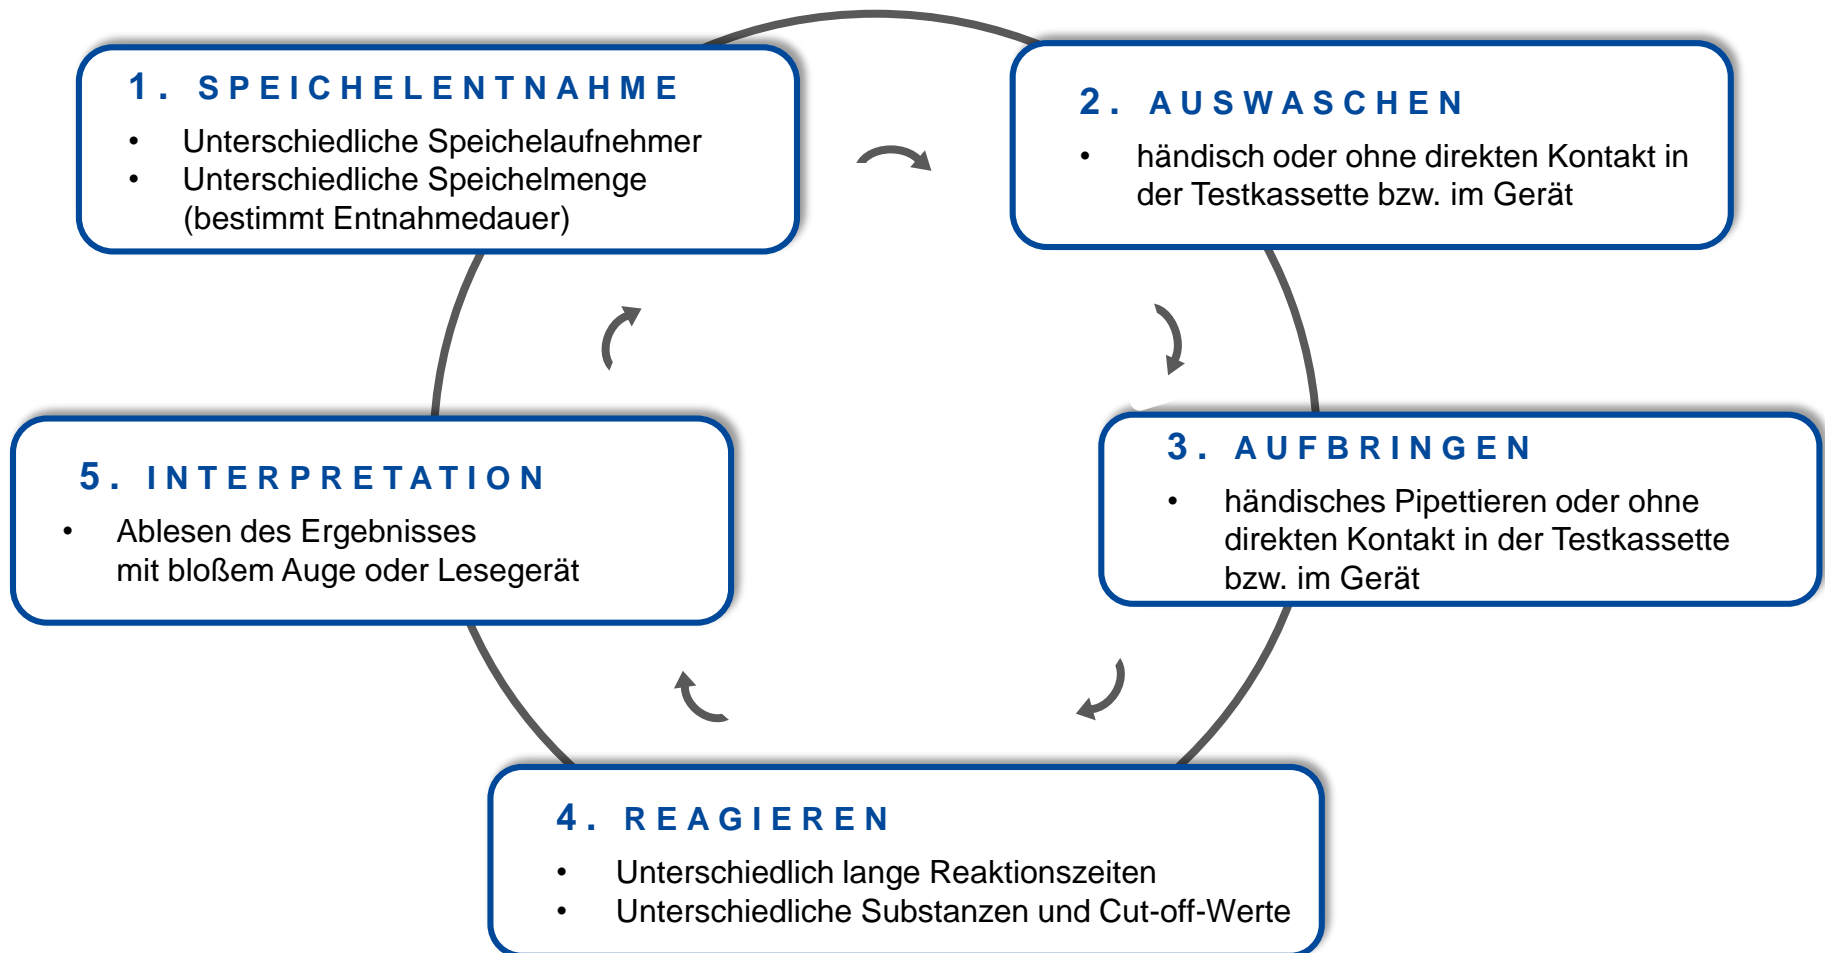 1. SPEICHELENTNAHME
• Unterschiedliche Speichelaufnehmer
• Unterschiedliche Speichelmenge
(bestimmt Entnahmedauer)
2. AUSWASCHEN
• händisch oder ohne direkten Kontakt in
der Testkassette bzw. im Gerät
3. AUFBRINGEN
• händisches Pipettieren oder ohne
direkten Kontakt in der Testkassette
bzw. im Gerät
4. REAGIEREN
• Unterschiedlich lange Reaktionszeiten
• Unterschiedliche Substanzen und Cut-off-Werte
5. INTERPRETATION
• Ablesen des Ergebnisses
mit bloßem Auge oder Lesegerät